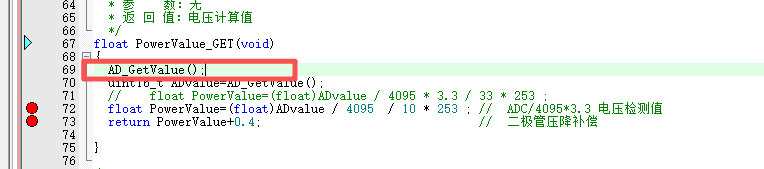 64 * 参    数: 无
65 * 返 回 值: 电压计算值
66 */
67 float PowerValue_GET(void)
68 {
69 AD_GetValue();
70 uint16_t ADvalue=AD_GetValue();
71 //    float PowerValue=(float)ADvalue / 4095 * 3.3 / 33 * 253 ;
72 float PowerValue=(float)ADvalue / 4095  / 10 * 253 ; // ADC/4095*3.3 电压检测值
73 return PowerValue+0.4; //  二极管压降补偿
74
75 }
76